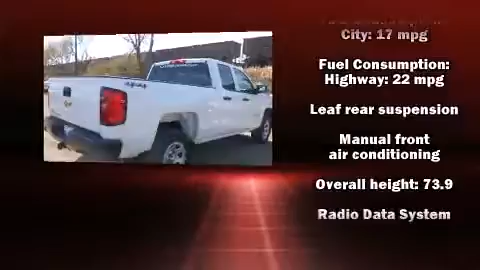 City: 17 mpg
Fuel Consumption:
Highway: 22 mpg
Leaf rear suspension
Manual front
air conditioning
Overall height: 73.9
Radio Data System